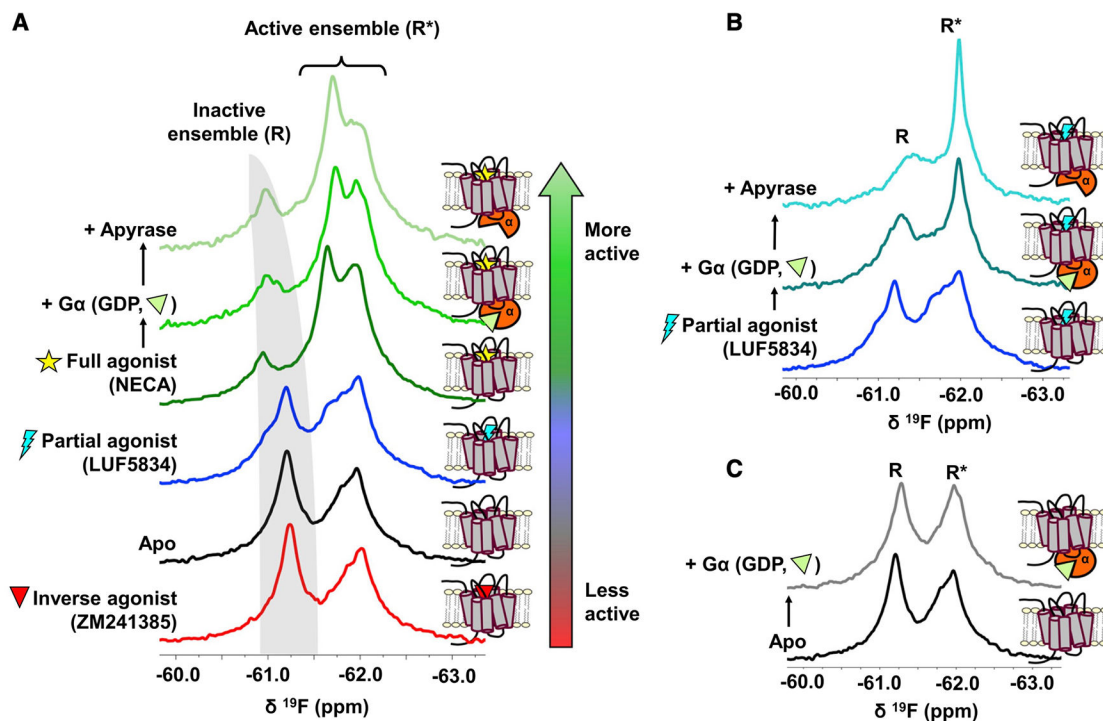 A
Active ensemble (R*)
Inactive
ensemble (R)
+ Apyrase
+ Gα (GDP, )
Full agonist
(NECA)
Partial agonist
(LUF5834)
Apo
Inverse agonist
(ZM241385)
α
α
More
active
Less
active
-60.0 -61.0 -62.0 -63.0
δ ¹⁹F (ppm)
B
R*
R
+ Apyrase
+ Gα (GDP, )
Partial agonist
(LUF5834)
α
α
-60.0 -61.0 -62.0 -63.0
δ ¹⁹F (ppm)
C
R R*
+ Gα (GDP, )
Apo
α
-60.0 -61.0 -62.0 -63.0
δ ¹⁹F (ppm)